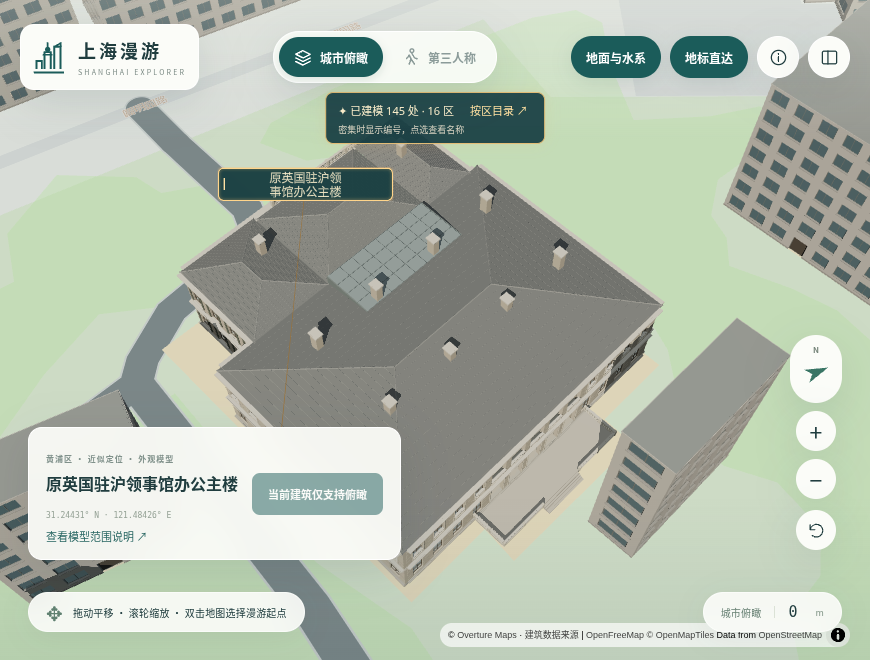 上海漫游
SHANGHAI EXPLORER
城市俯瞰
第三人称
地面与水系
地标直达
✦ 已建模 145 处 · 16 区 按区目录 ↗
密集时显示编号，点选查看名称
原英国驻沪领
事馆办公主楼
N
+
−
黄浦区 · 近似定位 · 外观模型
原英国驻沪领事馆办公主楼
当前建筑仅支持俯瞰
31.24431° N · 121.48426° E
查看模型范围说明 ↗
拖动平移 · 滚轮缩放 · 双击地图选择漫游起点
城市俯瞰 0 m
© Overture Maps · 建筑数据来源 | OpenFreeMap © OpenMapTiles Data from OpenStreetMap